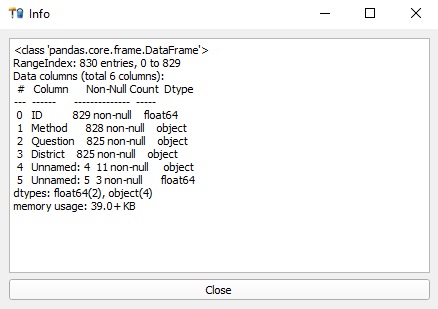 Info
<class 'pandas.core.frame.DataFrame'>
RangeIndex: 830 entries, 0 to 829
Data columns (total 6 columns):
# Column Non-Null Count Dtype
--- ------ -------------- -----
0 ID 829 non-null float64
1 Method 828 non-null object
2 Question 825 non-null object
3 District 825 non-null object
4 Unnamed: 4 11 non-null object
5 Unnamed: 5 3 non-null float64
dtypes: float64(2), object(4)
memory usage: 39.0+ KB
Close